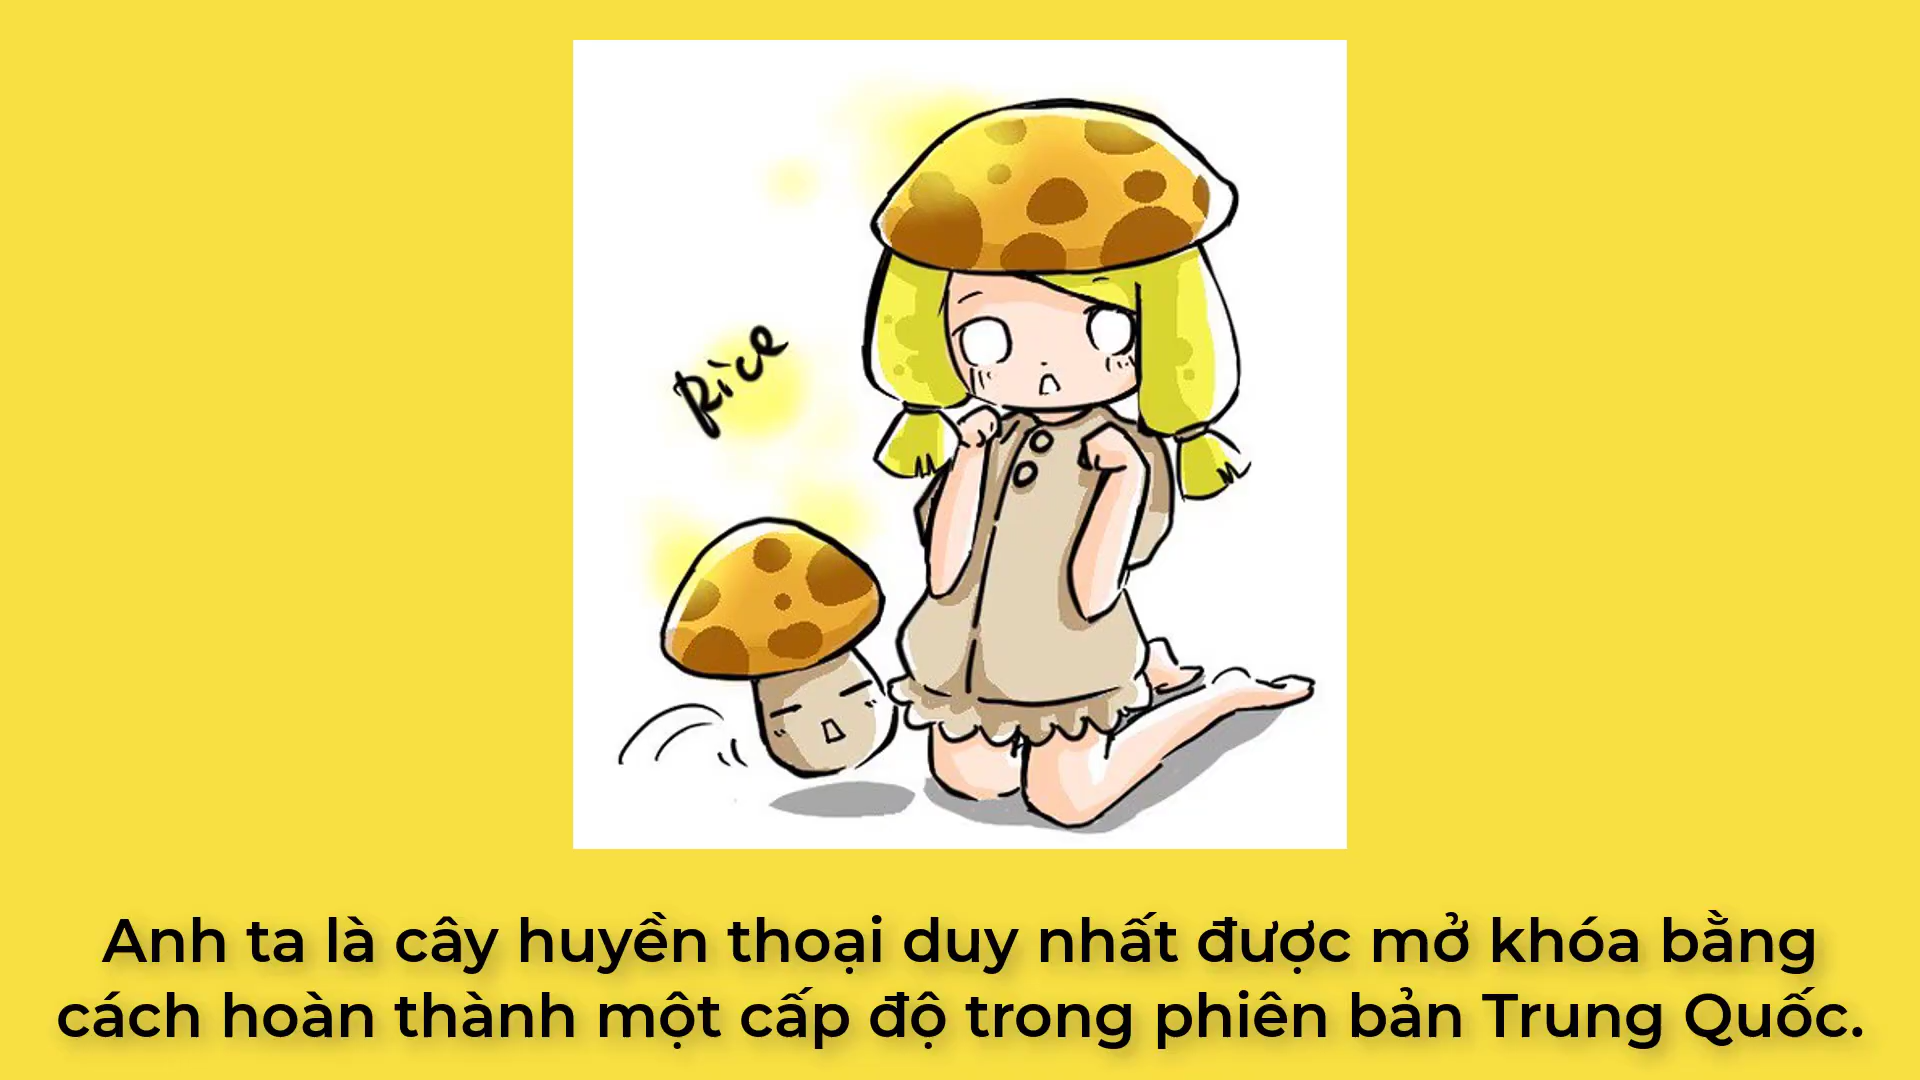 Rice
Anh ta là cây huyền thoại duy nhất được mở khóa bằng
cách hoàn thành một cấp độ trong phiên bản Trung Quốc.